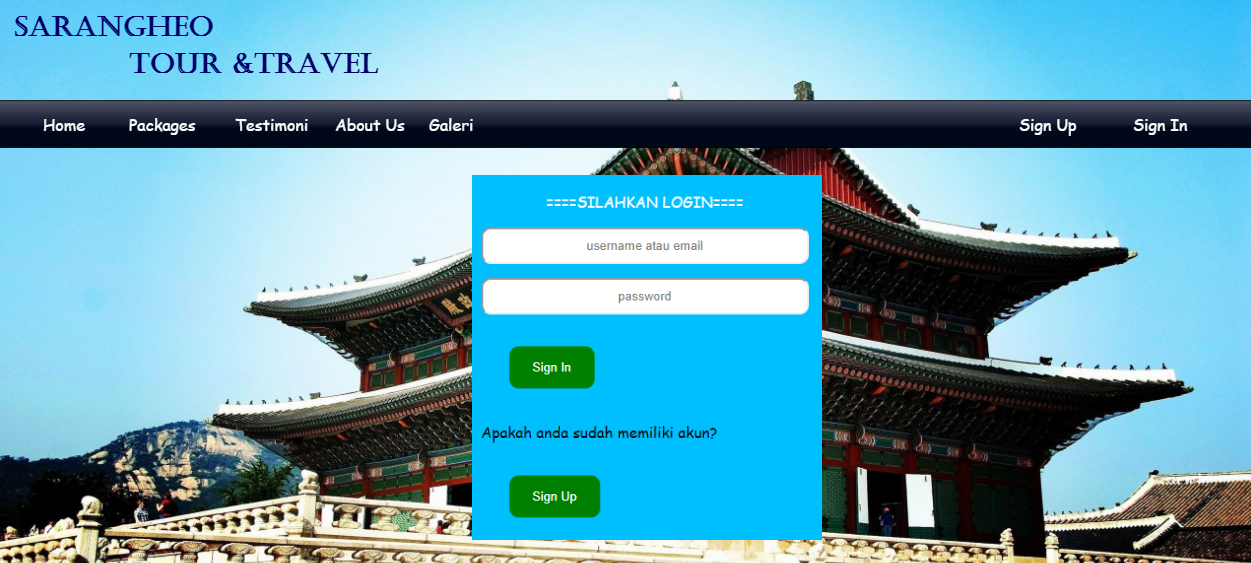 SARANGHEO
TOUR &TRAVEL
Home Packages Testimoni About Us Galeri Sign Up Sign In
====SILAHKAN LOGIN====
username atau email
password
Sign In
Apakah anda sudah memiliki akun?
Sign Up